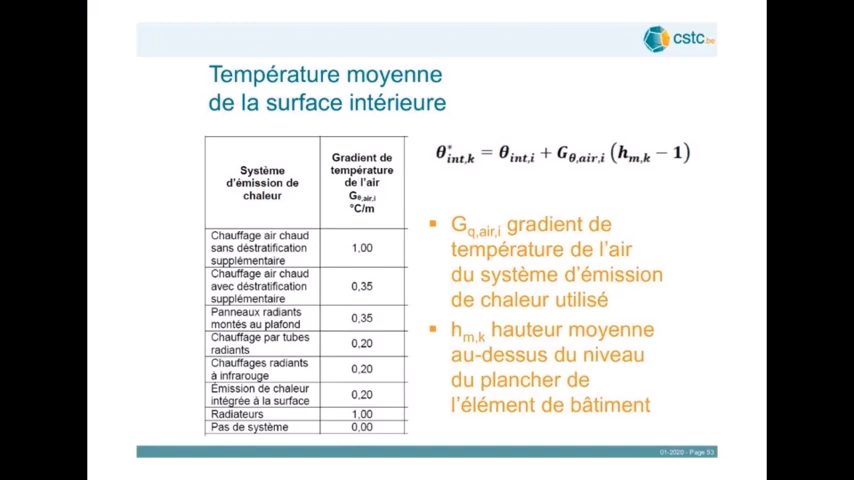 cstc.be
Température moyenne
de la surface intérieure
Système
d'émission de
chaleur
Gradient de
température
de l'air
Gθ,air,i
°C/m
Chauffage air chaud
sans déstratification
supplémentaire
1,00
Chauffage air chaud
avec déstratification
supplémentaire
0,35
Panneaux radiants
montés au plafond
0,35
Chauffage par tubes
radiants
0,20
Chauffages radiants
à infrarouge
0,20
Émission de chaleur
intégrée à la surface
0,20
Radiateurs
1,00
Pas de système
0,00
θ*int,k = θint,i + Gθ,air,i (hm,k − 1)
Gq,air,i gradient de
température de l'air
du système d'émission
de chaleur utilisé
hm,k hauteur moyenne
au-dessus du niveau
du plancher de
l'élément de bâtiment
01-2020 - Page 93